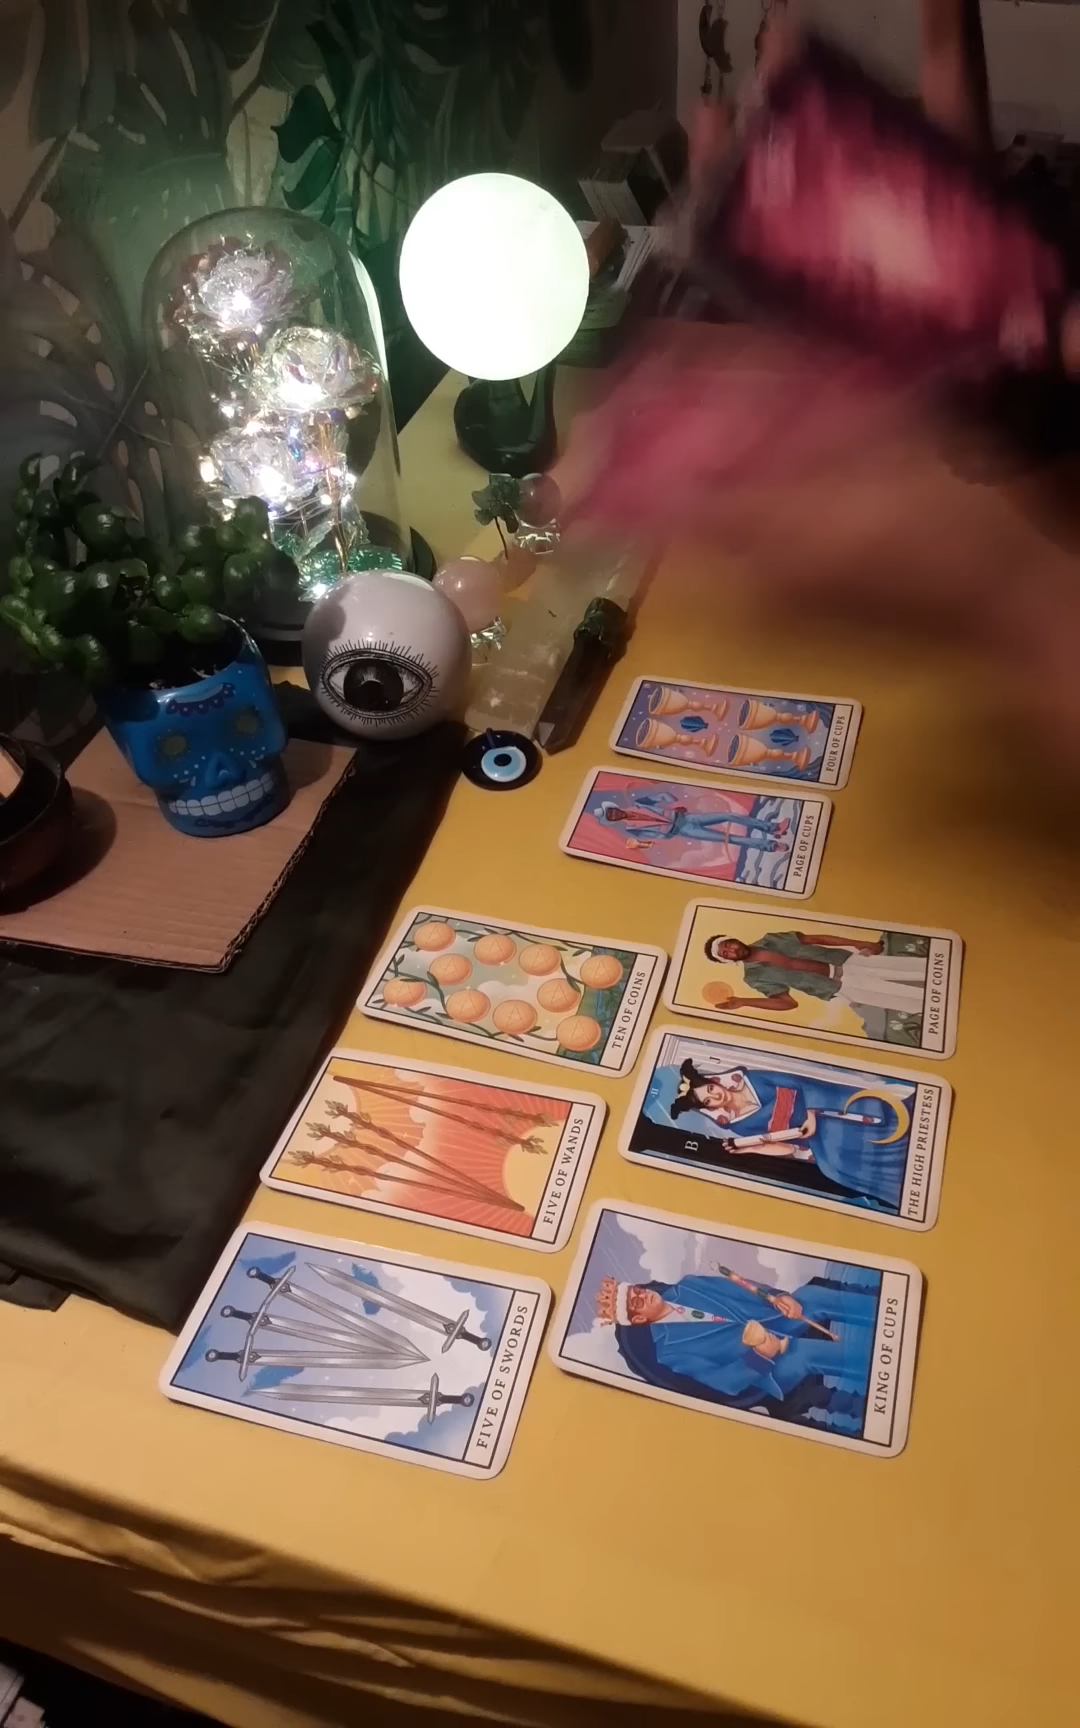 FOUR OF CUPS
PAGE OF CUPS
TEN OF COINS
PAGE OF COINS
FIVE OF WANDS
II
B
J
THE HIGH PRIESTESS
FIVE OF SWORDS
KING OF CUPS